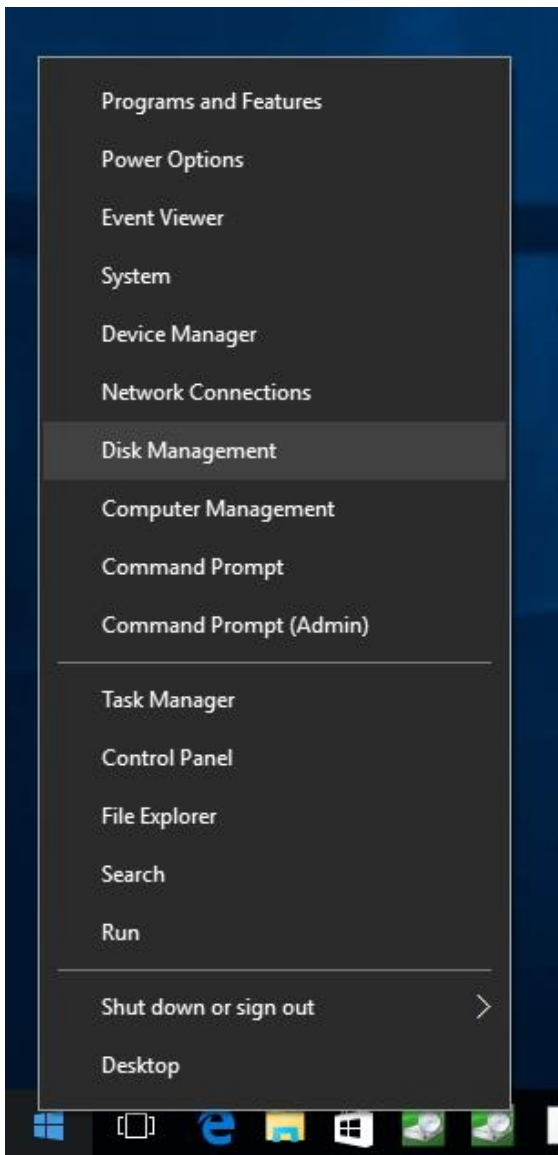 Programs and Features
Power Options
Event Viewer
System
Device Manager
Network Connections
Disk Management
Computer Management
Command Prompt
Command Prompt (Admin)
Task Manager
Control Panel
File Explorer
Search
Run
Shut down or sign out
Desktop